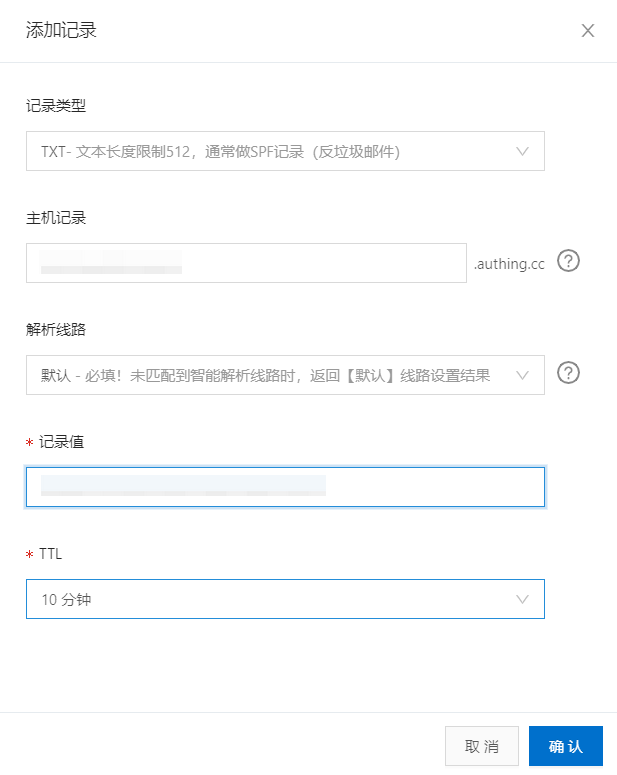 添加记录
记录类型
TXT- 文本长度限制512，通常做SPF记录（反垃圾邮件）
主机记录
.authing.cc
解析线路
默认 - 必填！未匹配到智能解析线路时，返回【默认】线路设置结果
* 记录值
* TTL
10 分钟
取 消 确 认